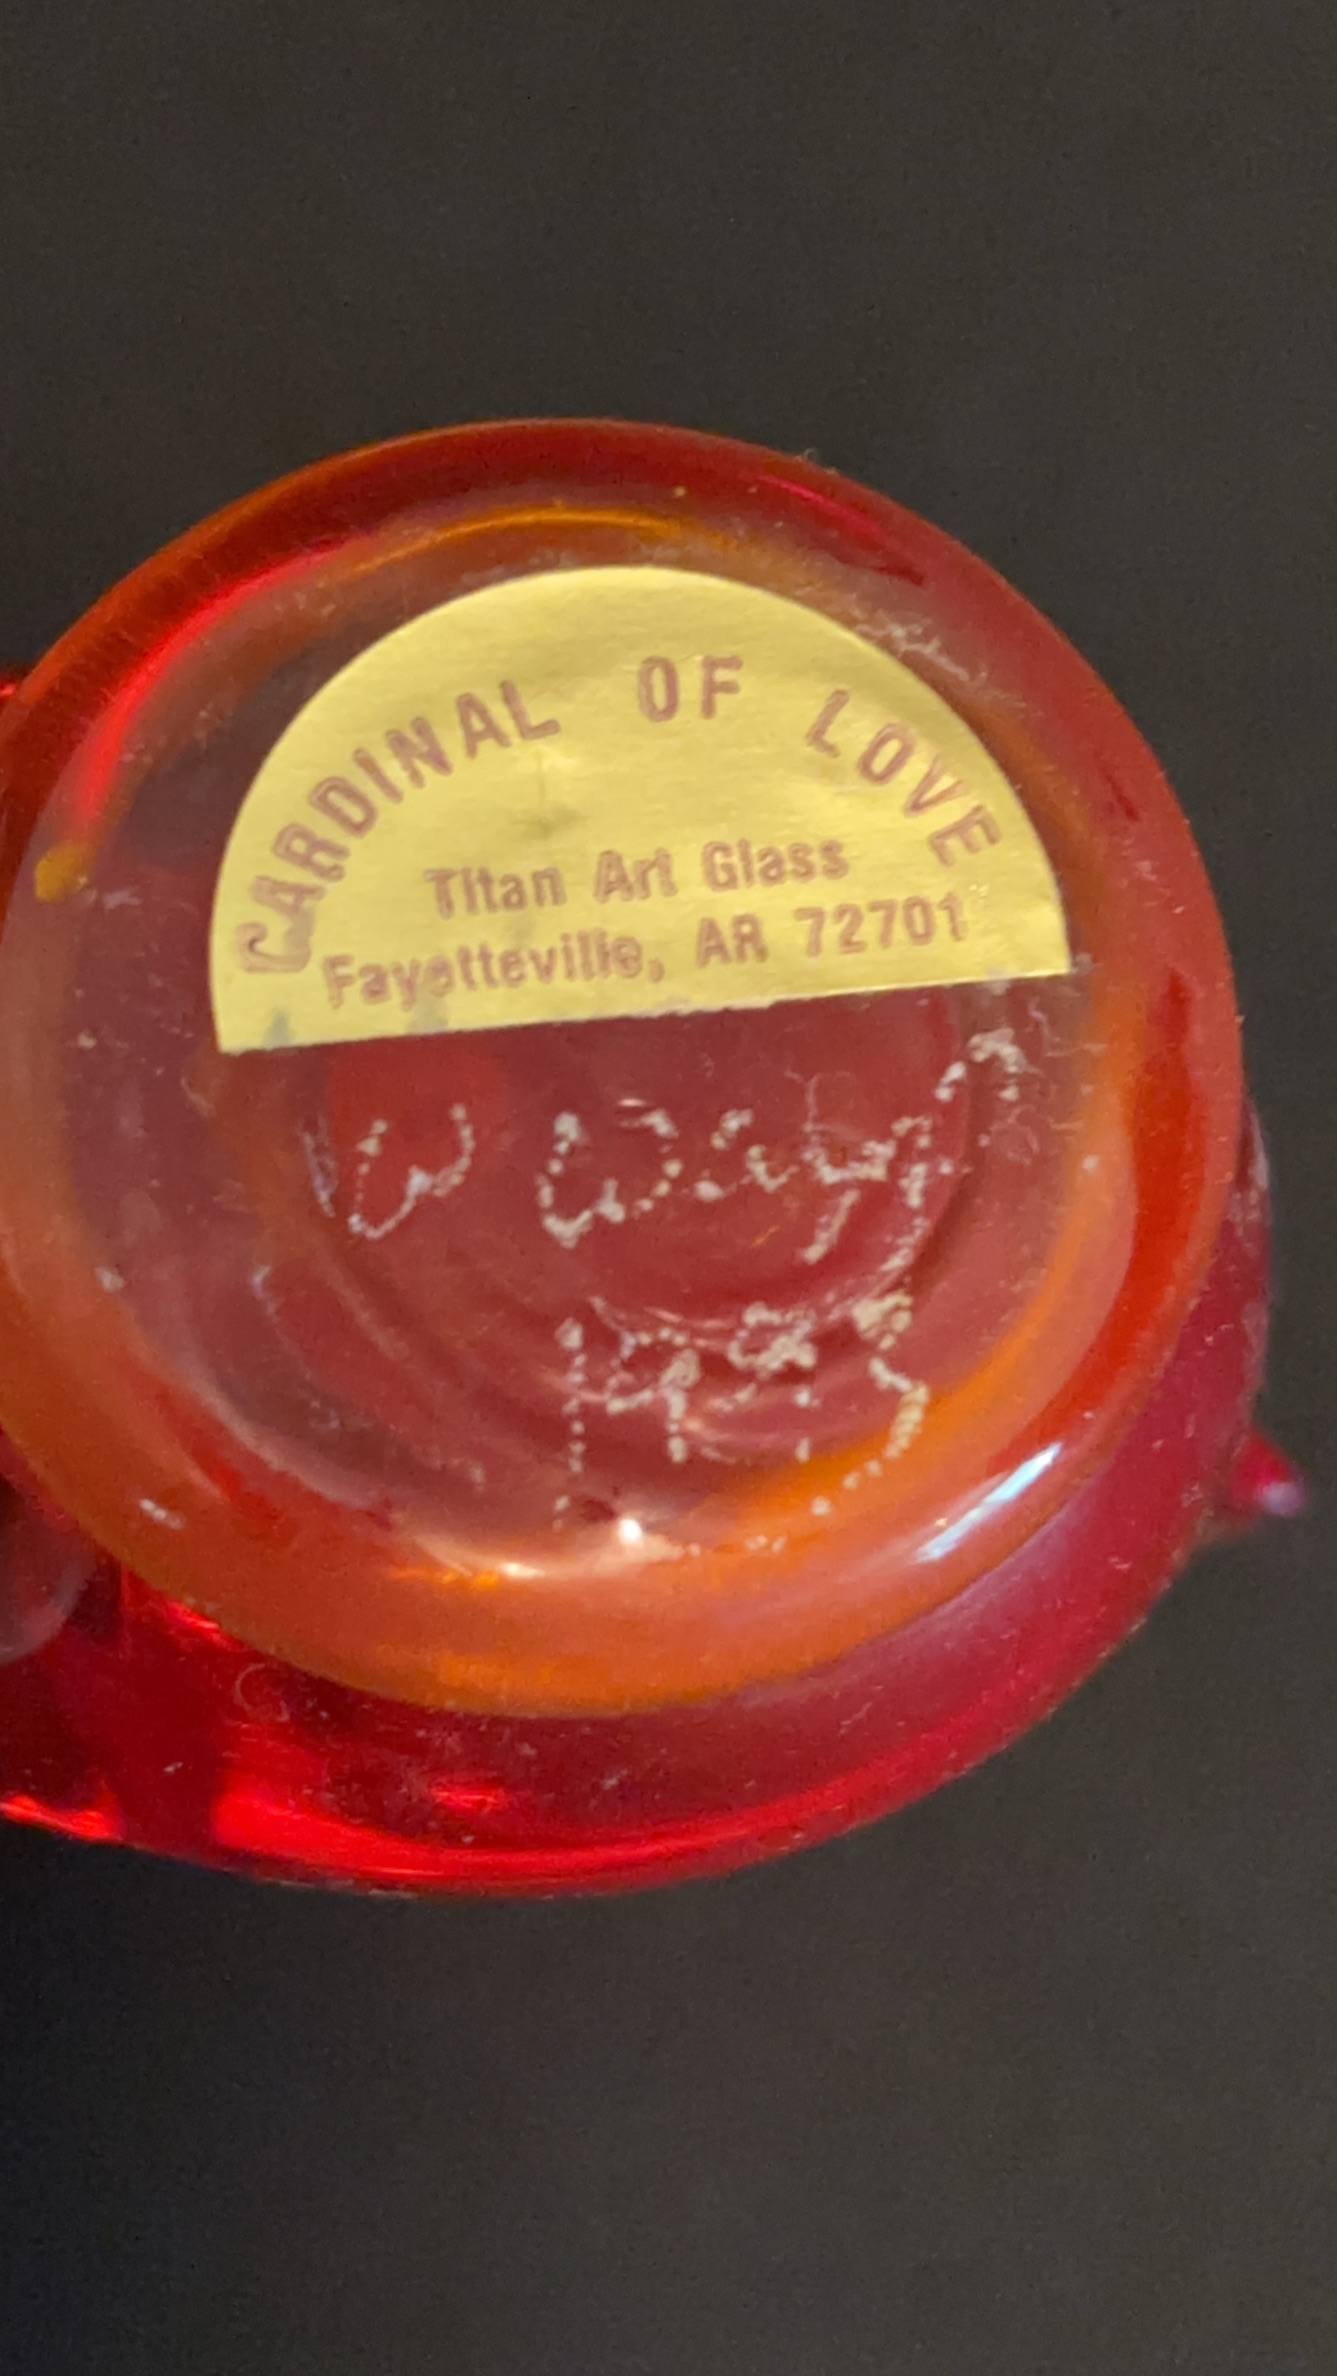 CARDINAL OF LOVE
Titan Art Glass
Fayetteville, AR 72701
W